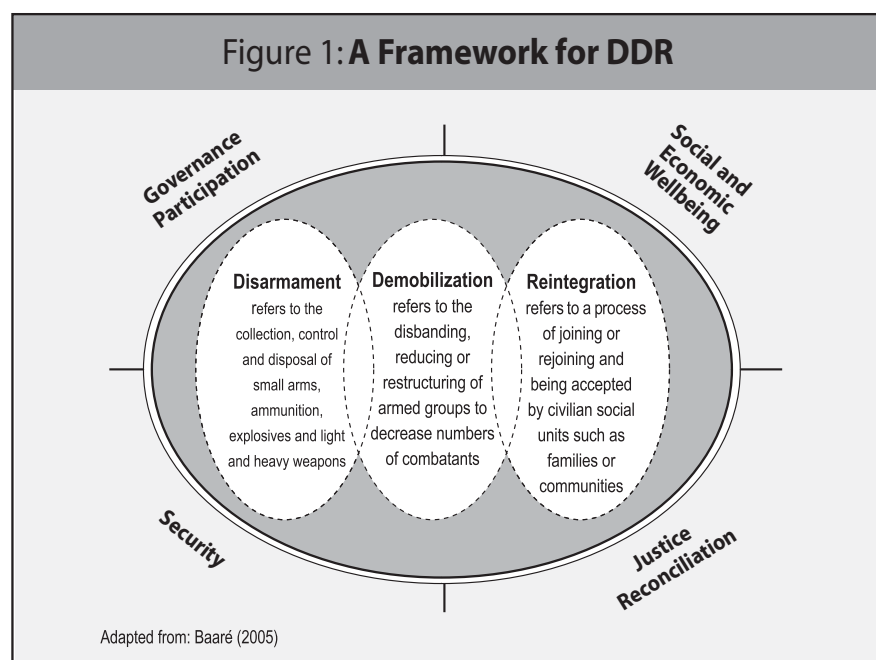 Figure 1: A Framework for DDR
Governance
Participation
Social and
Economic
Wellbeing
Disarmament
refers to the
collection, control
and disposal of
small arms,
ammunition,
explosives and light
and heavy weapons
Demobilization
refers to the
disbanding,
reducing or
restructuring of
armed groups to
decrease numbers
of combatants
Reintegration
refers to a process
of joining or
rejoining and
being accepted
by civilian social
units such as
families or
communities
Security
Justice
Reconciliation
Adapted from: Baaré (2005)